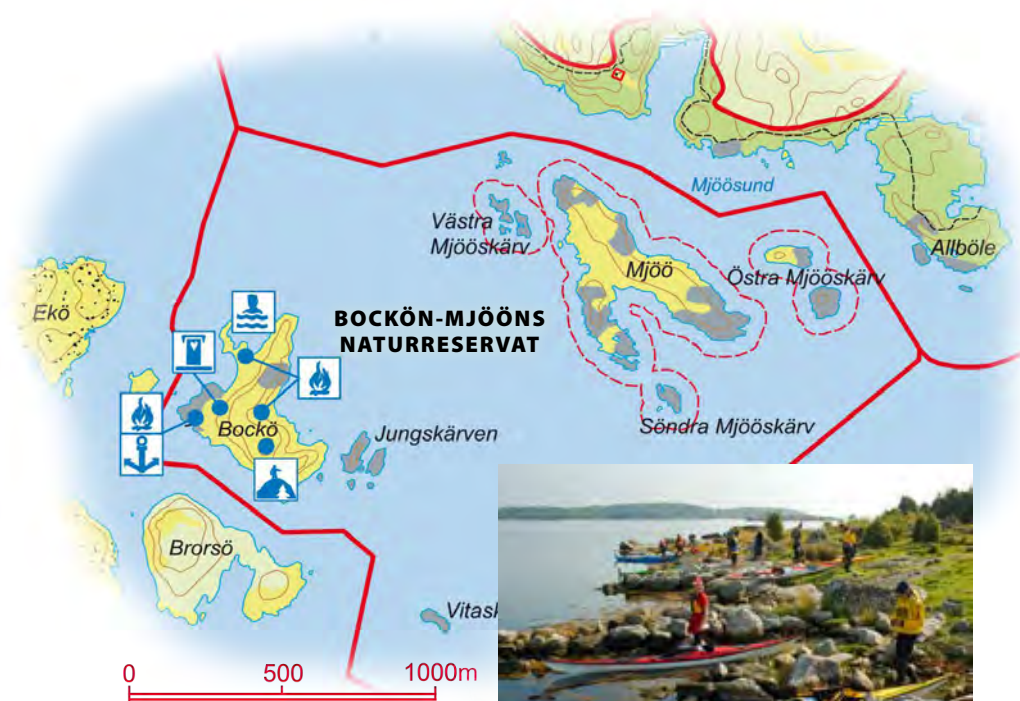 Mjöösund
Västra
Mjööskärv
Mjöö
Östra Mjööskärv
Allböle
Ekö
BOCKÖN-MJÖÖNS
NATURRESERVAT
Söndra Mjööskärv
Bockö
Jungskärven
Brorsö
0 500 1000m